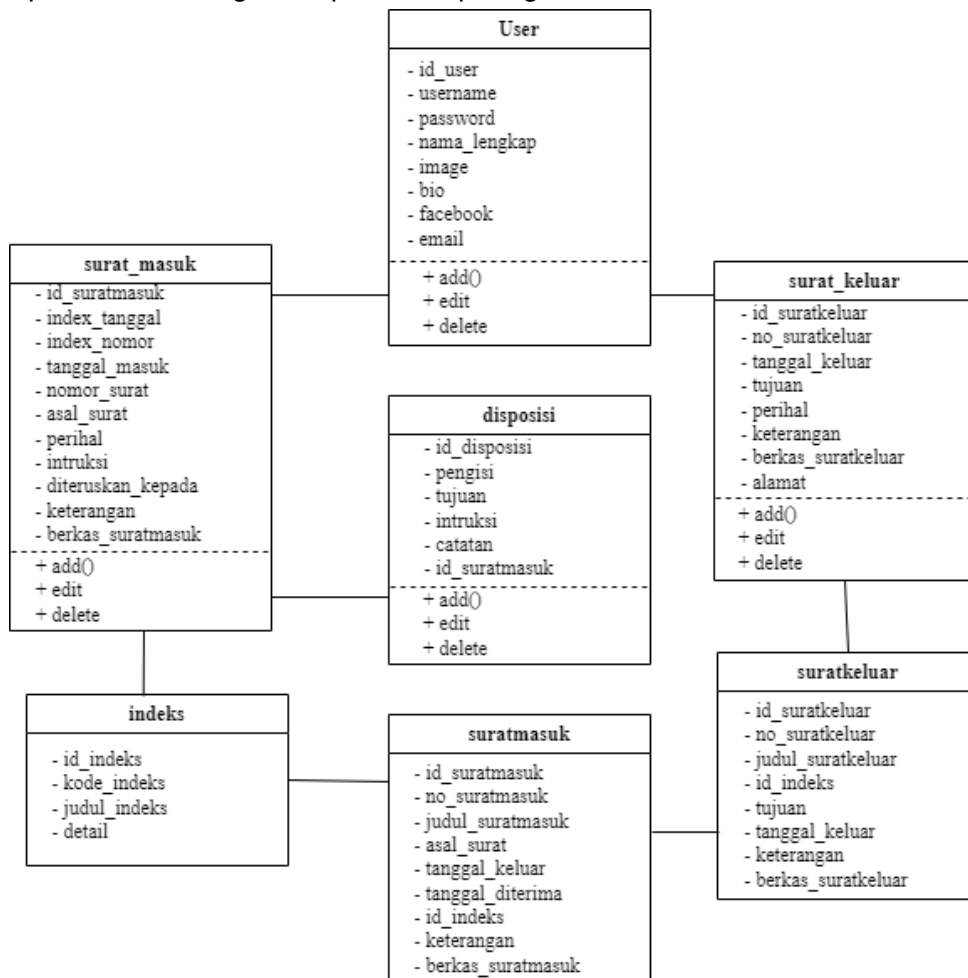 User
- id_user
- username
- password
- nama_lengkap
- image
- bio
- facebook
- email
+ add()
+ edit
+ delete
surat_masuk
- id_suratmasuk
- index_tanggal
- index_nomor
- tanggal_masuk
- nomor_surat
- asal_surat
- perihal
- intruksi
- diteruskan_kepada
- keterangan
- berkas_suratmasuk
+ add()
+ edit
+ delete
surat_keluar
- id_suratkeluar
- no_suratkeluar
- tanggal_keluar
- tujuan
- perihal
- keterangan
- berkas_suratkeluar
- alamat
+ add()
+ edit
+ delete
disposisi
- id_disposisi
- pengisi
- tujuan
- intruksi
- catatan
- id_suratmasuk
+ add()
+ edit
+ delete
indeks
- id_indeks
- kode_indeks
- judul_indeks
- detail
suratmasuk
- id_suratmasuk
- no_suratmasuk
- judul_suratmasuk
- asal_surat
- tanggal_keluar
- tanggal_diterima
- id_indeks
- keterangan
- berkas_suratmasuk
suratkeluar
- id_suratkeluar
- no_suratkeluar
- judul_suratkeluar
- id_indeks
- tujuan
- tanggal_keluar
- keterangan
- berkas_suratkeluar